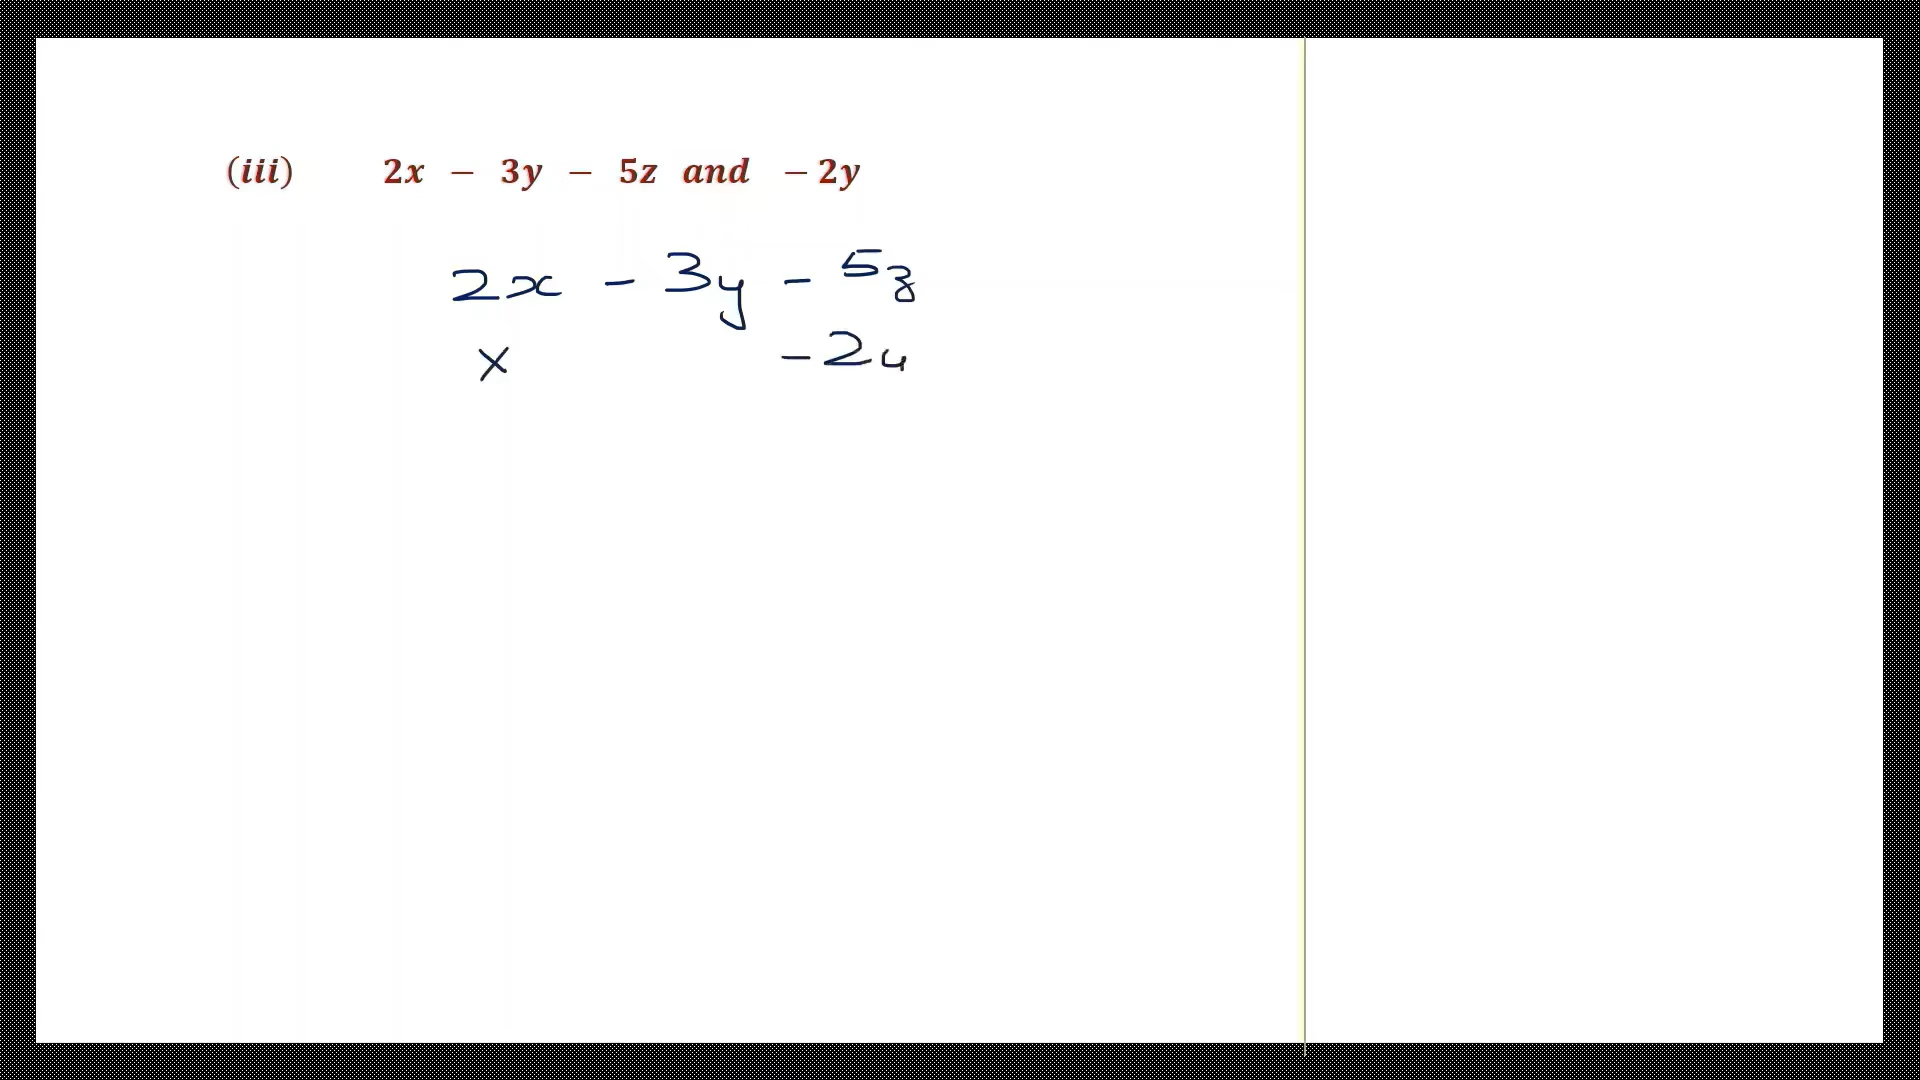 (iii) 2x - 3y - 5z and - 2y
2x - 3y - 5z
x - 2y